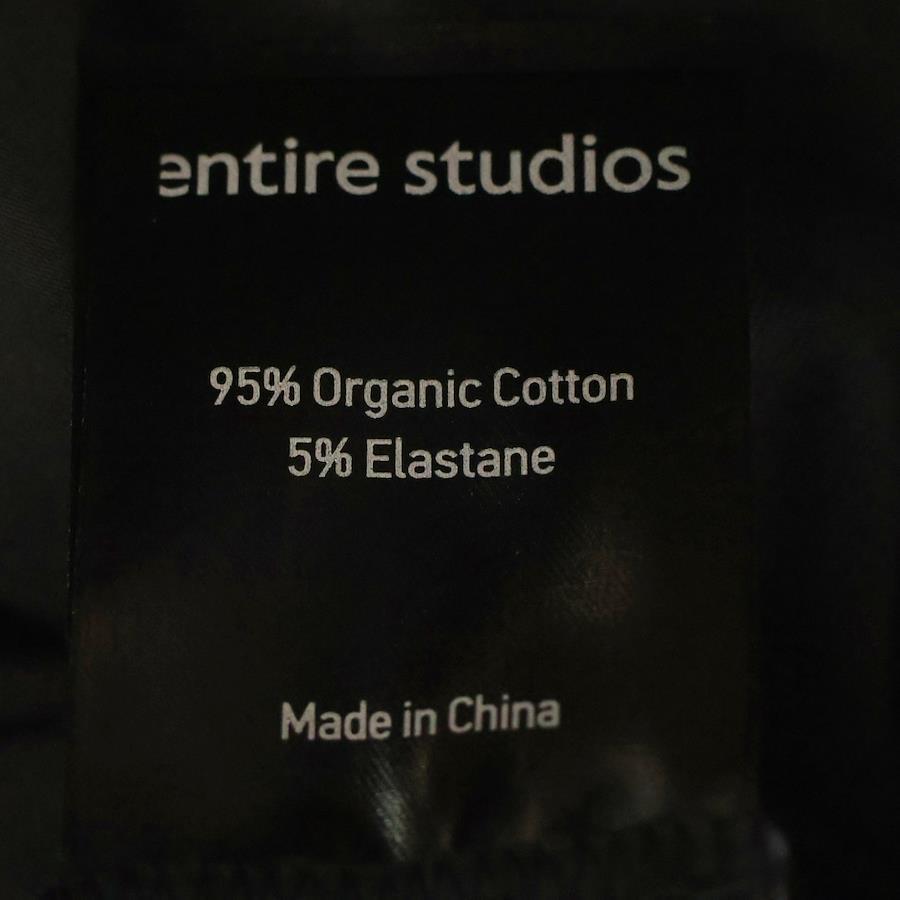 entire studios
95% Organic Cotton
5% Elastane
Made in China